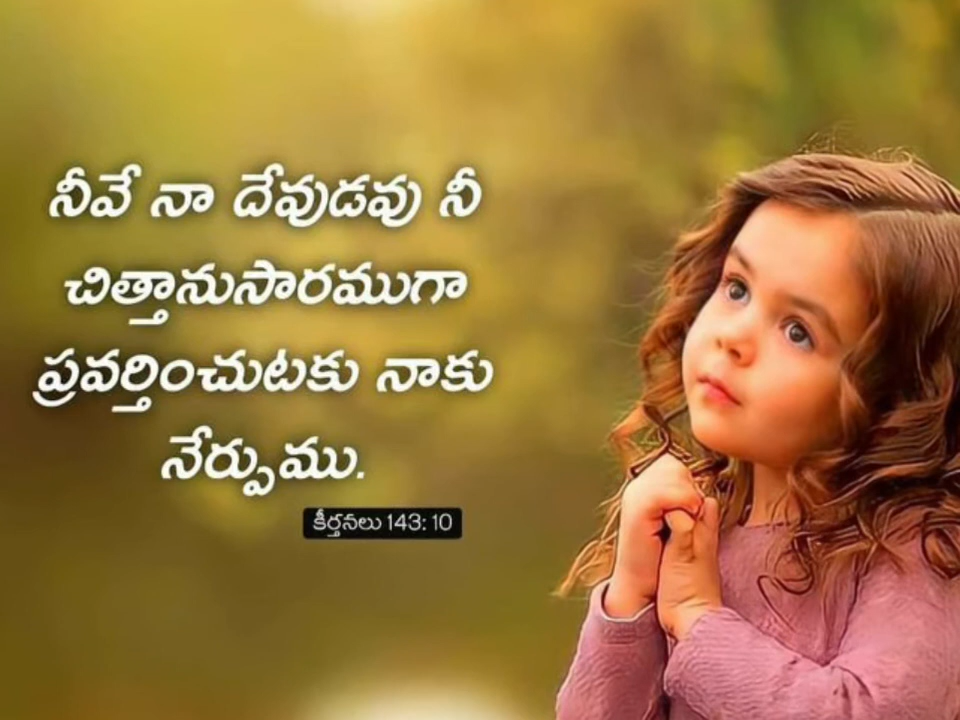 నీవే నా దేవుడవు నీ
చిత్తానుసారముగా
ప్రవర్తించుటకు నాకు
నేర్పుము.
కీర్తనలు 143: 10